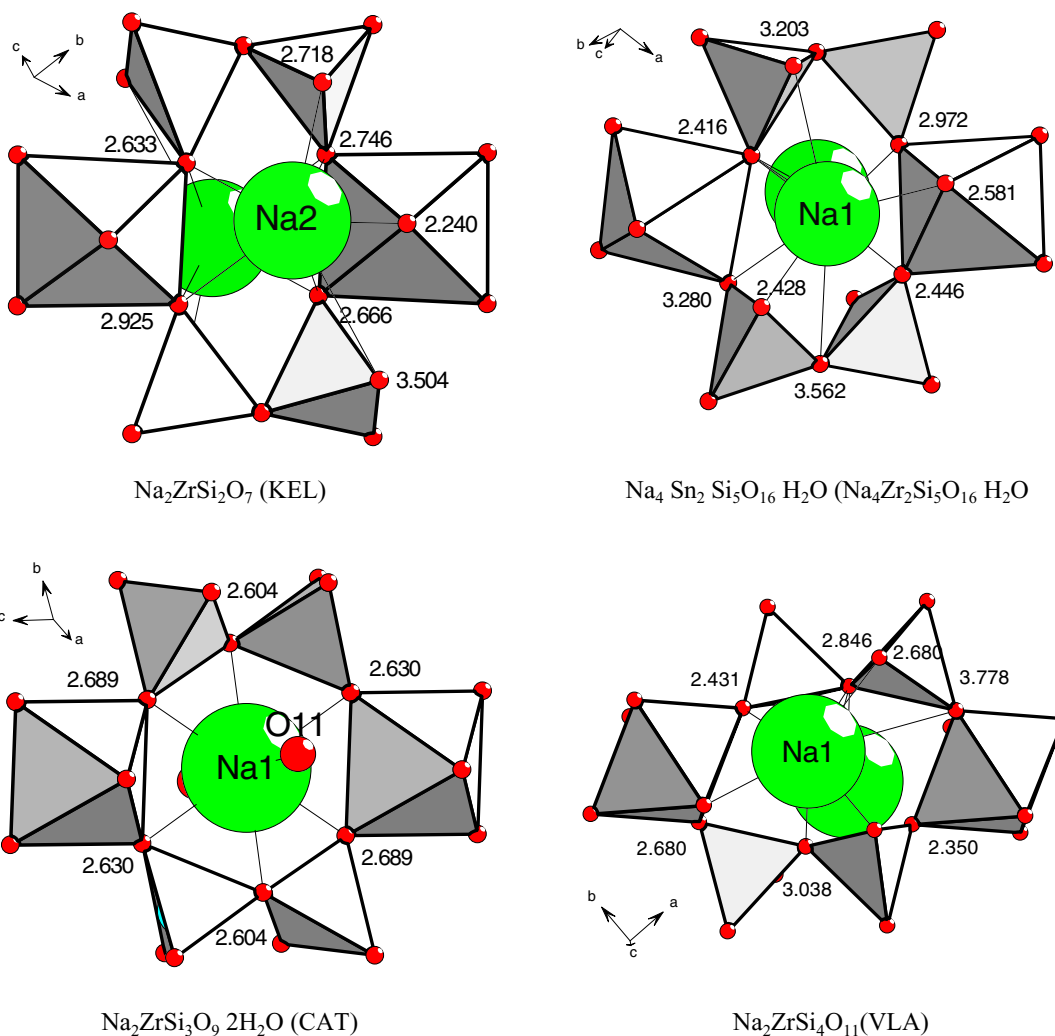 c
b
a
2.718
2.633
2.746
Na2
2.240
2.925
2.666
3.504
Na₂ZrSi₂O₇ (KEL)
b
c
a
3.203
2.416
2.972
2.581
Na1
3.280
2.428
2.446
3.562
Na₄ Sn₂ Si₅O₁₆ H₂O (Na₄Zr₂Si₅O₁₆ H₂O
b
c
a
2.604
2.689
2.630
O11
Na1
2.630
2.689
2.604
Na₂ZrSi₃O₉ 2H₂O (CAT)
2.846
2.680
2.431
3.778
Na1
2.680
2.350
3.038
b
a
c
Na₂ZrSi₄O₁₁(VLA)